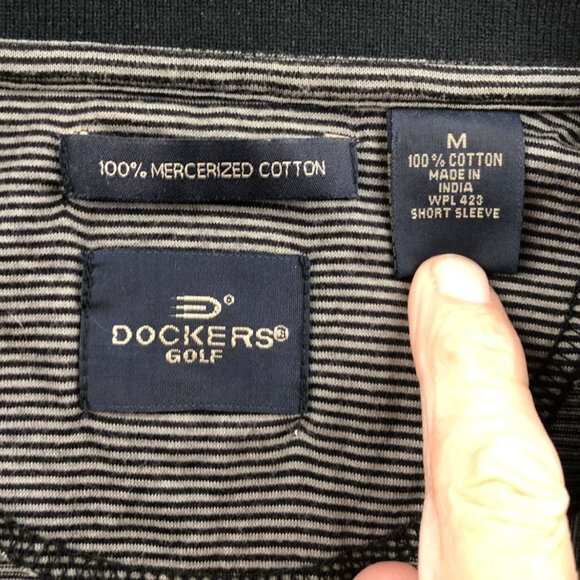 100% MERCERIZED COTTON
M
100% COTTON
MADE IN
INDIA
WPL 423
SHORT SLEEVE
DOCKERS®
GOLF